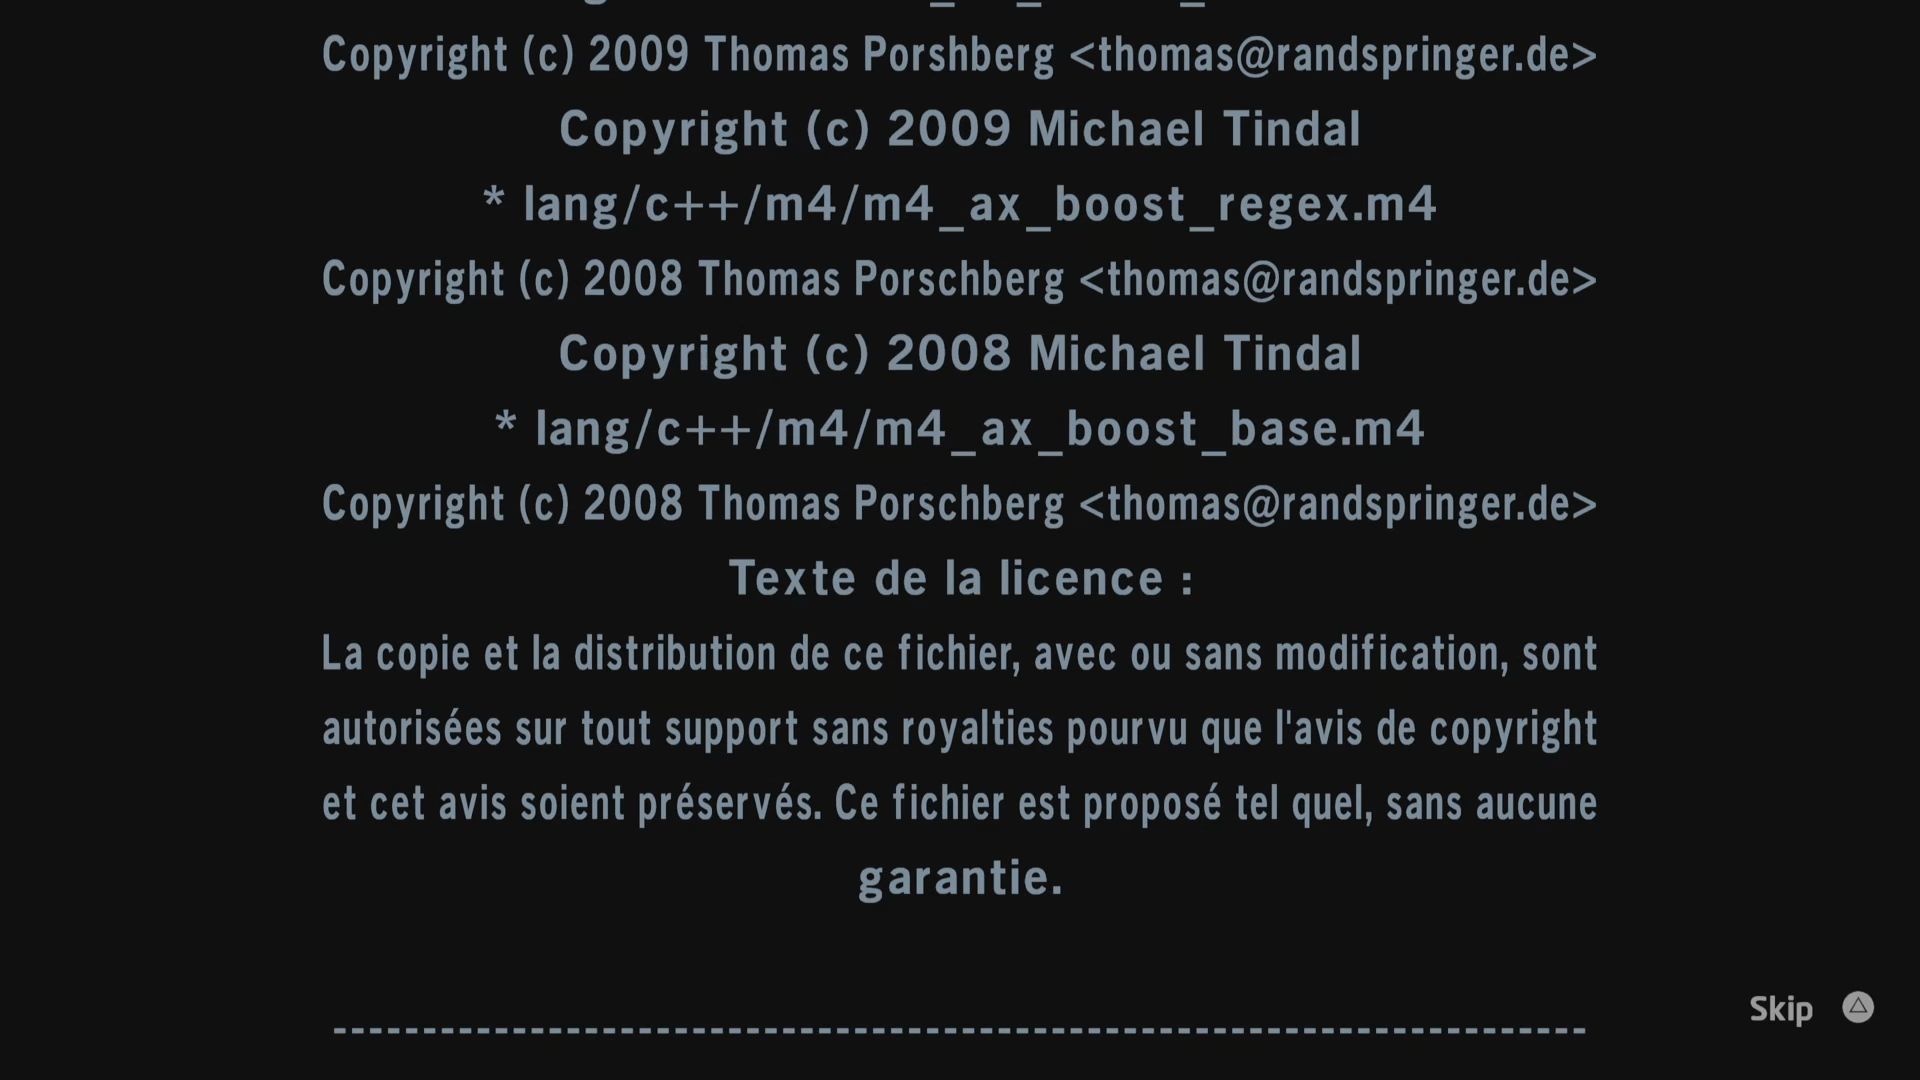 Copyright (c) 2009 Thomas Porshberg <thomas@randspringer.de>
Copyright (c) 2009 Michael Tindal
* lang/c++/m4/m4_ax_boost_regex.m4
Copyright (c) 2008 Thomas Porschberg <thomas@randspringer.de>
Copyright (c) 2008 Michael Tindal
* lang/c++/m4/m4_ax_boost_base.m4
Copyright (c) 2008 Thomas Porschberg <thomas@randspringer.de>
Texte de la licence :
La copie et la distribution de ce fichier, avec ou sans modification, sont
autorisées sur tout support sans royalties pourvu que l'avis de copyright
et cet avis soient préservés. Ce fichier est proposé tel quel, sans aucune
garantie.
Skip
----------------------------------------------------------------------